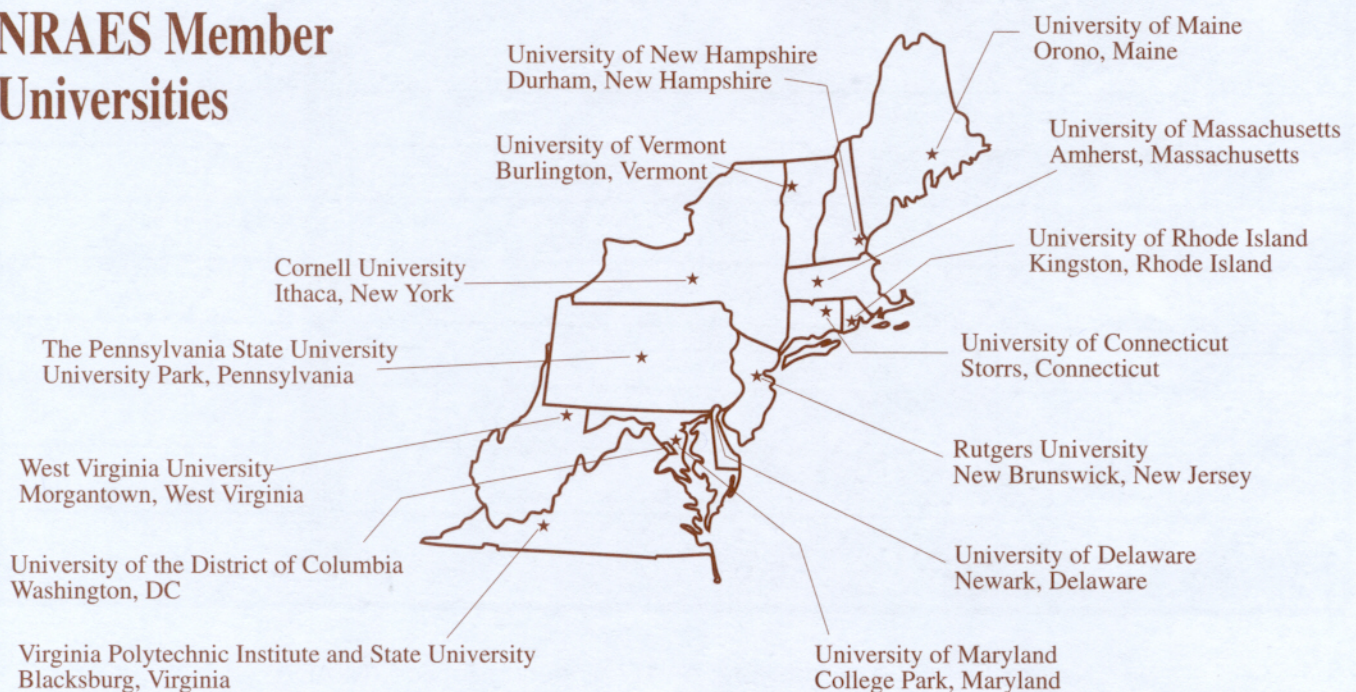 NRAES Member
Universities
University of New Hampshire
Durham, New Hampshire
University of Vermont
Burlington, Vermont
Cornell University
Ithaca, New York
The Pennsylvania State University
University Park, Pennsylvania
West Virginia University
Morgantown, West Virginia
University of the District of Columbia
Washington, DC
Virginia Polytechnic Institute and State University
Blacksburg, Virginia
University of Maine
Orono, Maine
University of Massachusetts
Amherst, Massachusetts
University of Rhode Island
Kingston, Rhode Island
University of Connecticut
Storrs, Connecticut
Rutgers University
New Brunswick, New Jersey
University of Delaware
Newark, Delaware
University of Maryland
College Park, Maryland